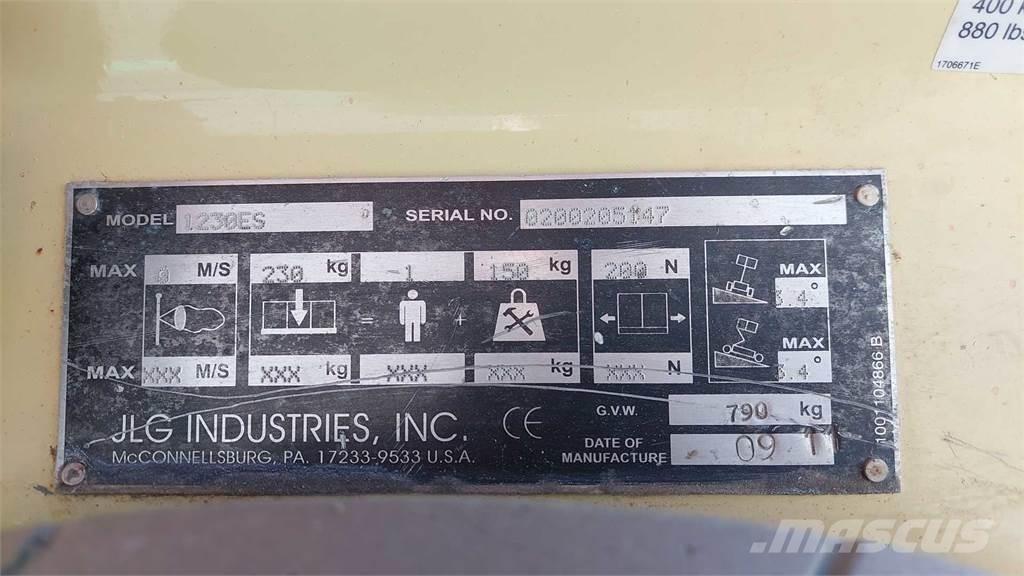 400
880 lbs
1706671E
MODEL 1230ES SERIAL NO. 0200205147
MAX 0 M/S 230 kg 1 150 kg 200 N MAX
3.4°
= +
MAX
MAX XXX M/S XXX kg XXX XXX kg XXX N 3.4°
JLG INDUSTRIES, INC. CE G.V.W. 790 kg
McCONNELLSBURG, PA. 17233-9533 U.S.A. DATE OF MANUFACTURE 09 11
1001104866 B
MASCUS